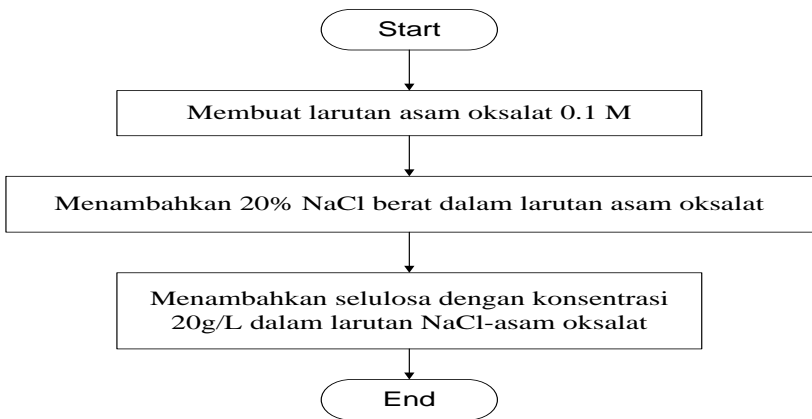 Start
Membuat larutan asam oksalat 0.1 M
Menambahkan 20% NaCl berat dalam larutan asam oksalat
Menambahkan selulosa dengan konsentrasi
20g/L dalam larutan NaCl-asam oksalat
End